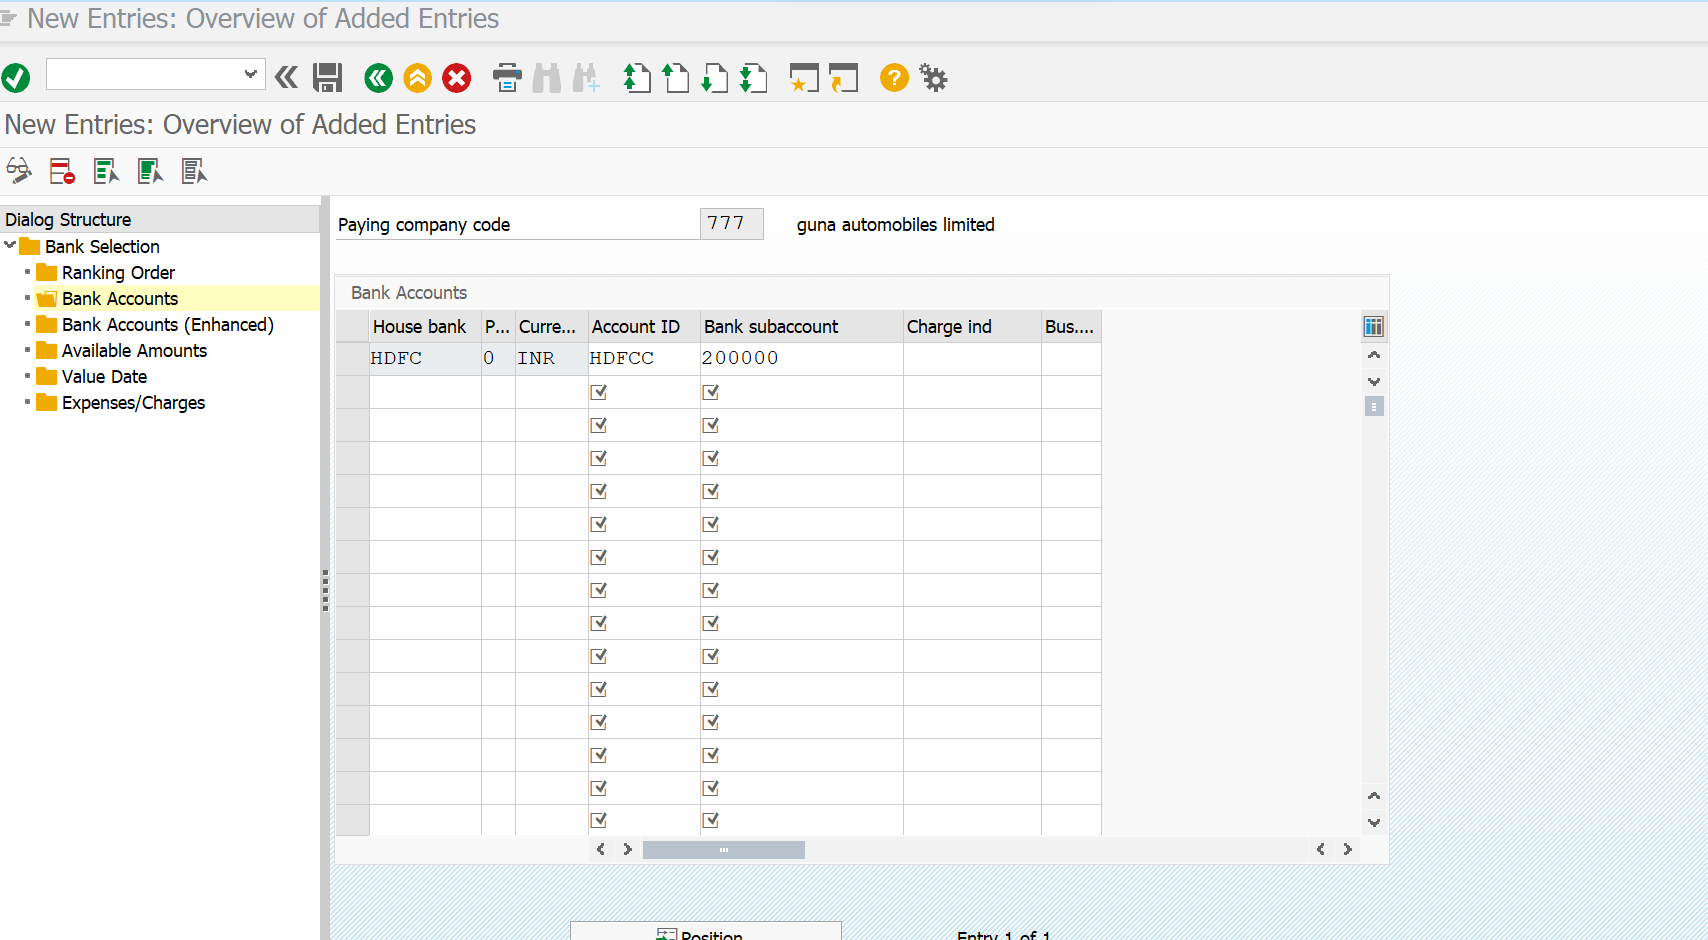 New Entries: Overview of Added Entries
New Entries: Overview of Added Entries
Dialog Structure
Bank Selection
Ranking Order
Bank Accounts
Bank Accounts (Enhanced)
Available Amounts
Value Date
Expenses/Charges
Paying company code 777 guna automobiles limited
Bank Accounts
House bank P... Curre... Account ID Bank subaccount Charge ind Bus....
HDFC 0 INR HDFCC 200000
Position Entry 1 of 1